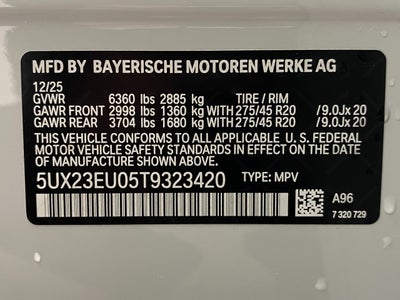 MFD BY BAYERISCHE MOTOREN WERKE AG
12/25 TIRE / RIM
GVWR 6360 lbs 2885 kg
GAWR FRONT 2998 lbs 1360 kg WITH 275/45 R20 /9.0Jx 20
GAWR REAR 3704 lbs 1680 kg WITH 275/45 R20 /9.0Jx 20
THIS VEHICLE CONFORMS TO ALL APPLICABLE U. S. FEDERAL
MOTOR VEHICLE SAFETY STANDARDS IN EFFECT ON THE DATE
OF MANUFACTURE SHOWN ABOVE.
5UX23EU05T9323420 TYPE: MPV
A96
7 320 729